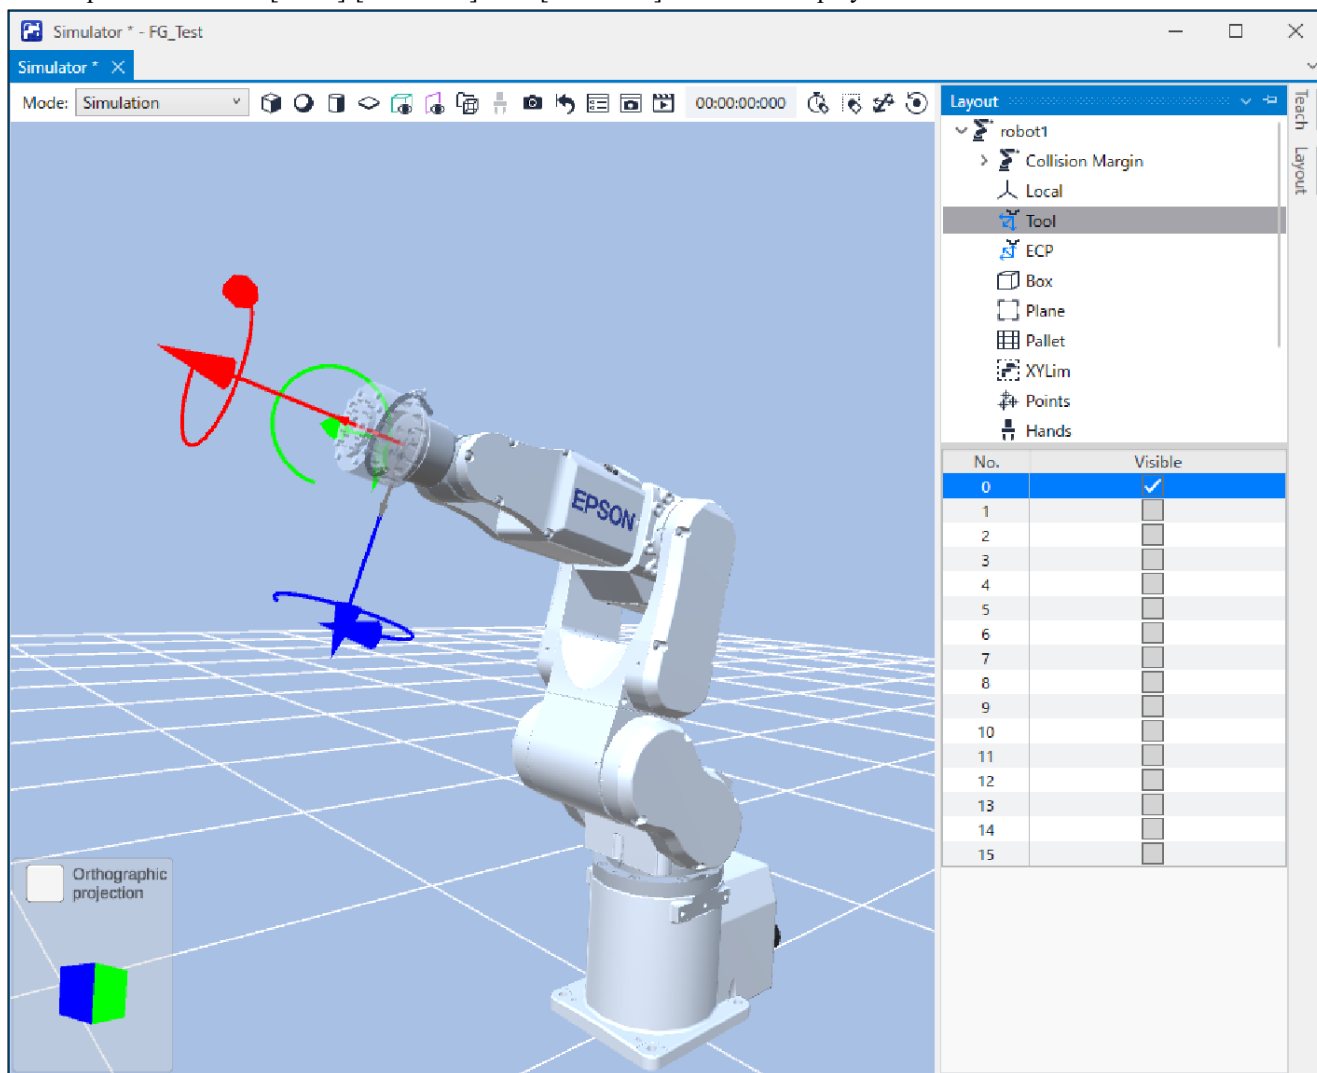 Simulator * - FG_Test
Simulator *
Mode: Simulation
00:00:00:000
Layout
robot1
Collision Margin
Local
Tool
ECP
Box
Plane
Pallet
XYLim
Points
Hands
Teach
Layout
No. Visible
0
1
2
3
4
5
6
7
8
9
10
11
12
13
14
15
EPSON
Orthographic
projection